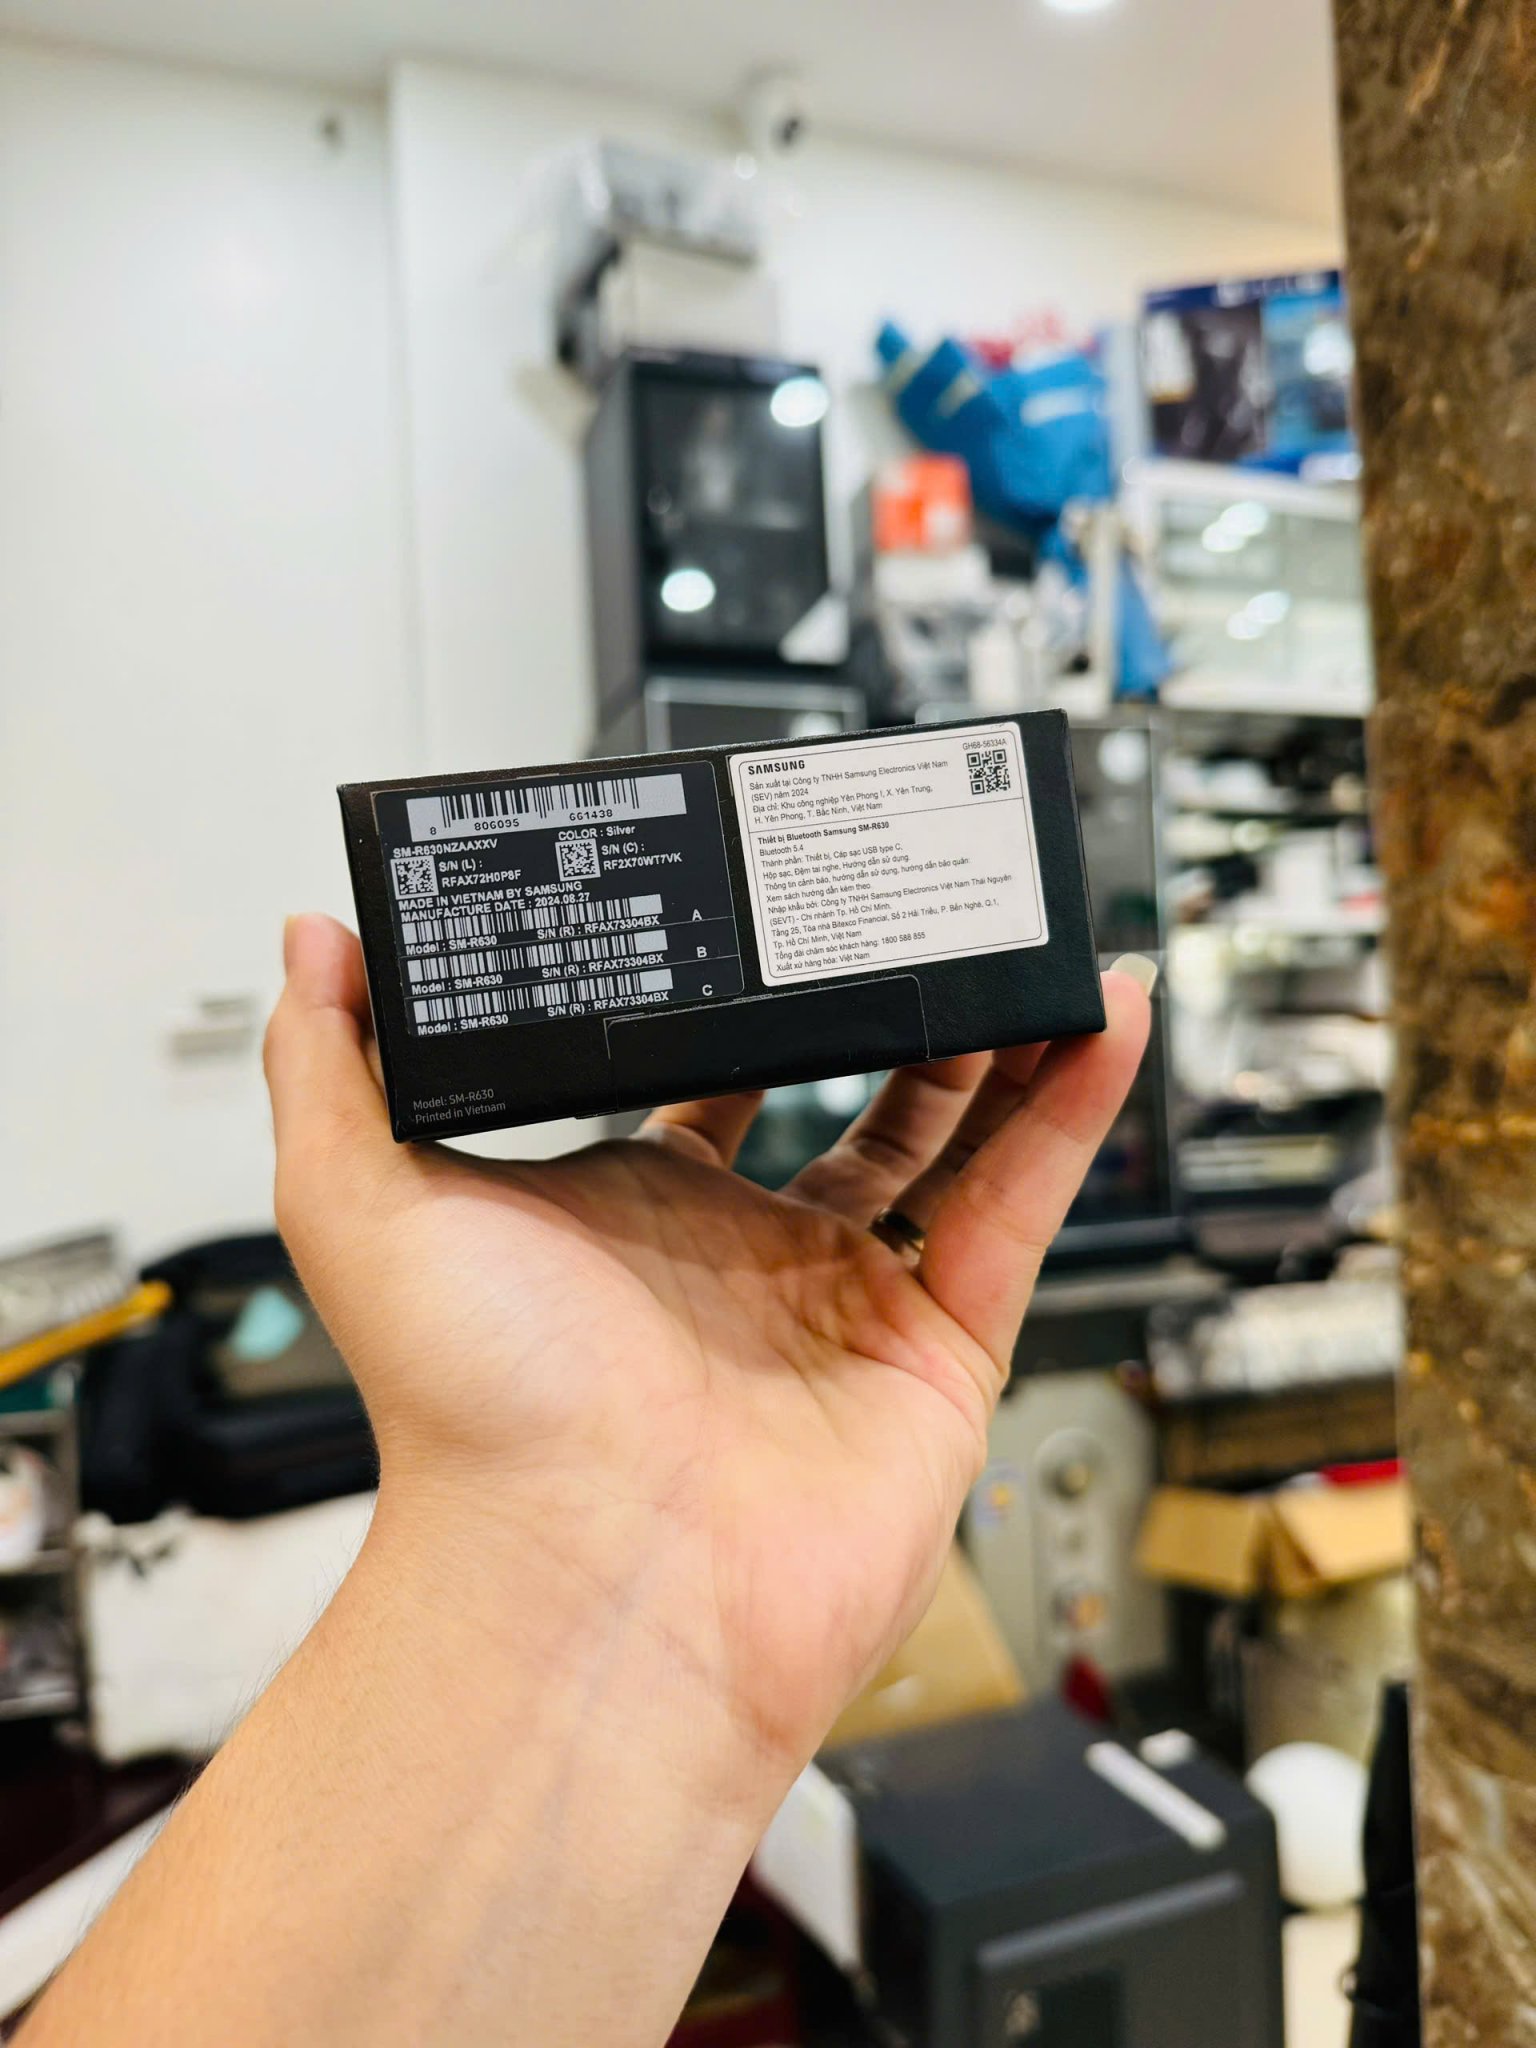 8 806095 661438
SM-R630NZAAXXV COLOR : Silver
S/N (L) :
RFAX72H0P8F
S/N (C) :
RF2X70WT7VK
MADE IN VIETNAM BY SAMSUNG
MANUFACTURE DATE : 2024.08.27
Model : SM-R630 S/N (R) : RFAX73304BX A
Model : SM-R630 S/N (R) : RFAX73304BX B
Model : SM-R630 S/N (R) : RFAX73304BX C
Model: SM-R630
Printed in Vietnam
GH68-56334A
SAMSUNG
Sản xuất tại Công ty TNHH Samsung Electronics Việt Nam
(SEV) năm 2024
Địa chỉ: Khu công nghiệp Yên Phong I, X. Yên Trung,
H. Yên Phong, T. Bắc Ninh, Việt Nam
Thiết bị Bluetooth Samsung SM-R630
Bluetooth 5.4
Thành phần: Thiết bị, Cáp sạc USB type C,
Hộp sạc, Đệm tai nghe, Hướng dẫn sử dụng.
Thông tin cảnh báo, hướng dẫn sử dụng, hướng dẫn bảo quản:
Xem sách hướng dẫn kèm theo.
Nhập khẩu bởi: Công ty TNHH Samsung Electronics Việt Nam Thái Nguyên
(SEVT) - Chi nhánh Tp. Hồ Chí Minh.
Tầng 25, Tòa nhà Bitexco Financial, Số 2 Hải Triều, P. Bến Nghé, Q.1,
Tp. Hồ Chí Minh, Việt Nam
Tổng đài chăm sóc khách hàng: 1800 588 855
Xuất xứ hàng hóa: Việt Nam